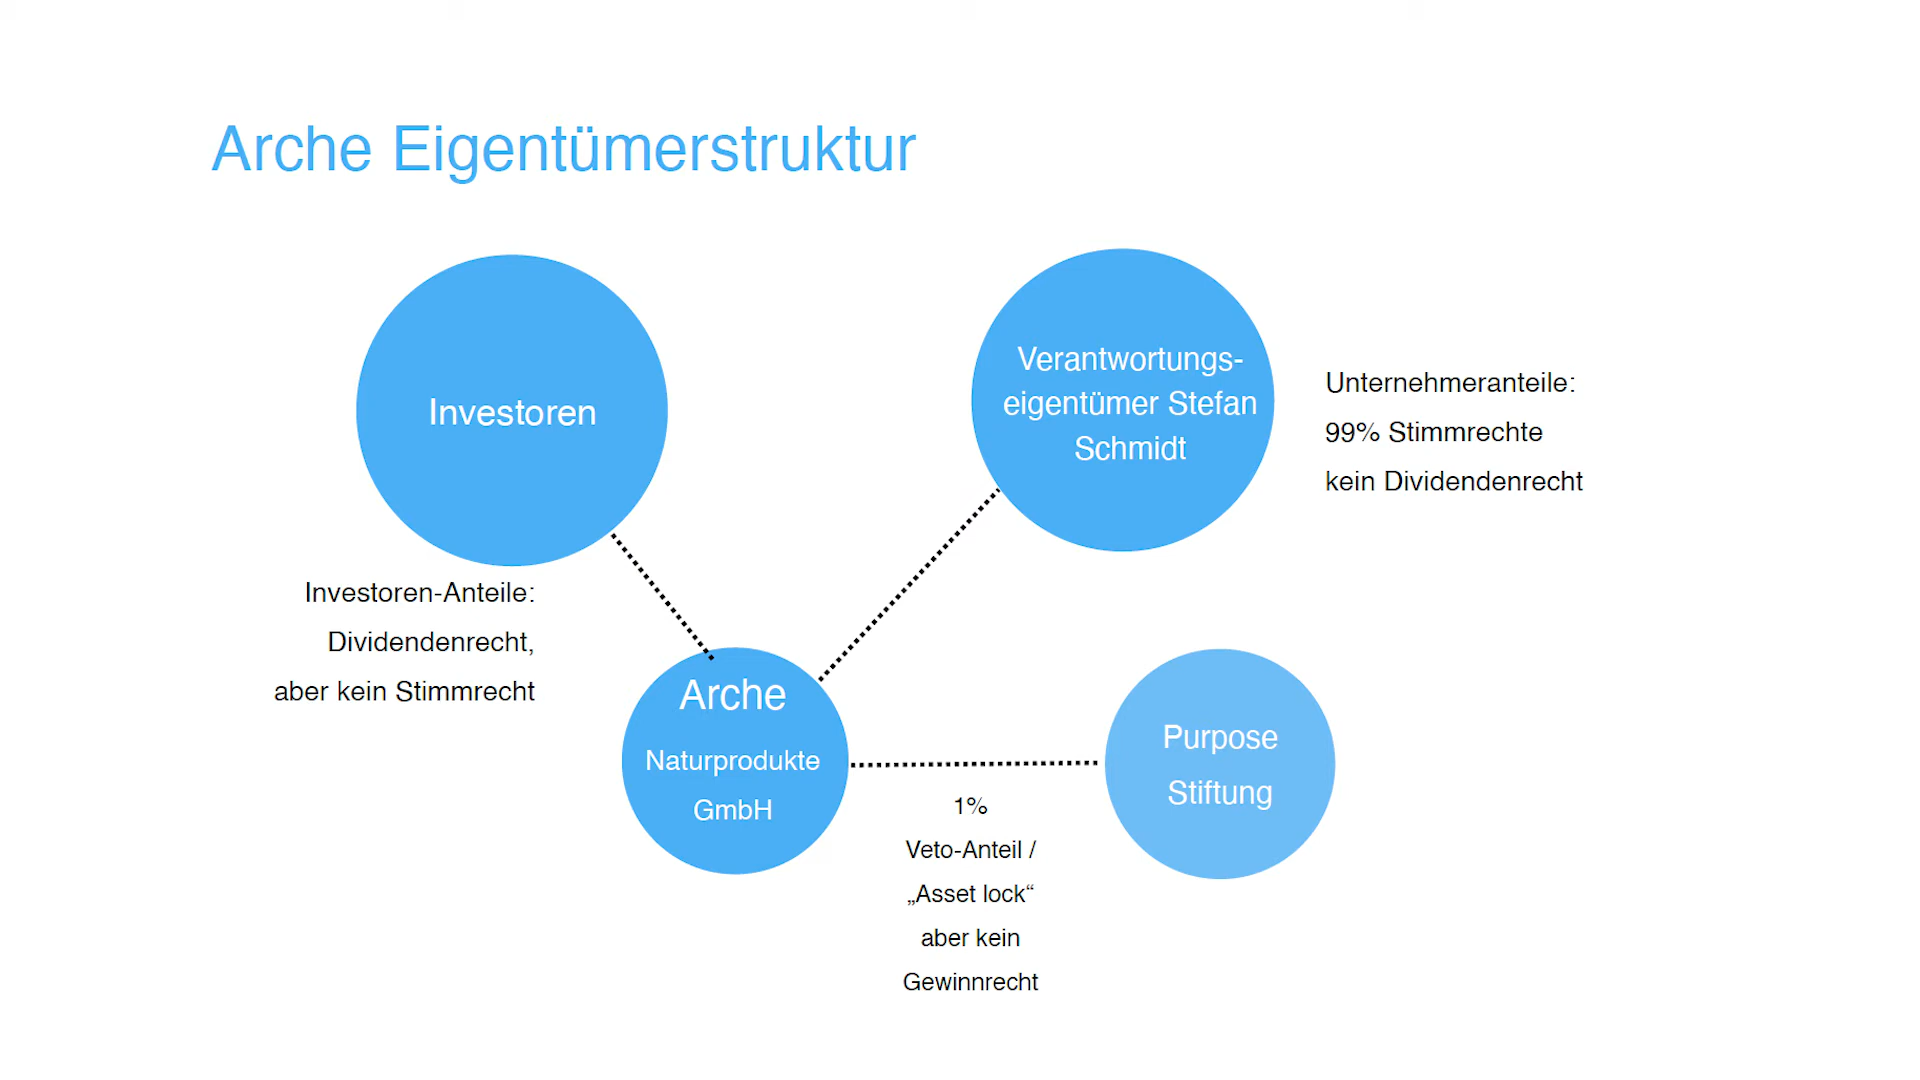 Arche Eigentümerstruktur
Investoren
Investoren-Anteile:
Dividendenrecht,
aber kein Stimmrecht
Verantwortungs-
eigentümer Stefan
Schmidt
Unternehmeranteile:
99% Stimmrechte
kein Dividendenrecht
Arche
Naturprodukte
GmbH
1%
Veto-Anteil /
„Asset lock“
aber kein
Gewinnrecht
Purpose
Stiftung